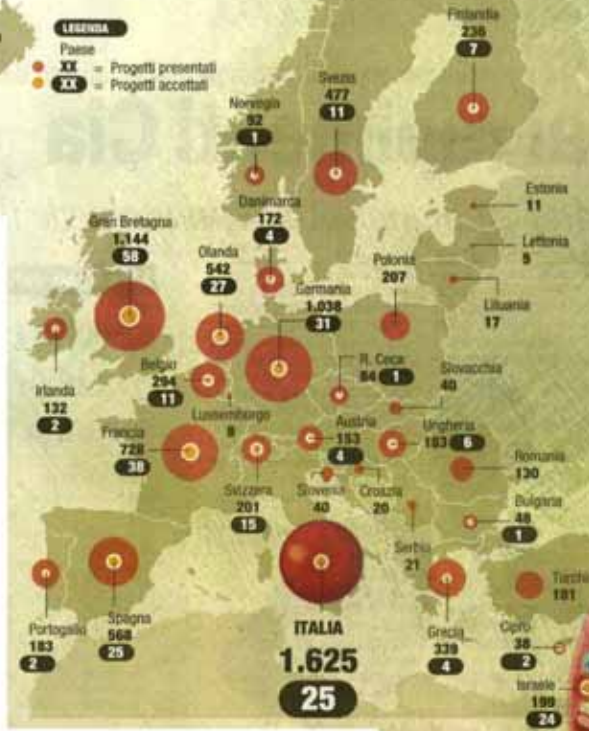 LEGENDA
Paese
XX = Progetti presentati
XX = Progetti accettati
Finlandia
236
7
Svezia
477
11
Norvegia
92
1
Danimarca
172
4
Estonia
11
Lettonia
Lituania
17
Gran Bretagna
1.144
58
Olanda
542
27
Germania
1.038
31
Polonia
207
Irlanda
132
2
Belgio
294
11
Lussemburgo
8
R. Ceca
84 1
Slovacchia
40
Francia
728
38
Austria
153
4
Ungheria
183 6
Romania
130
Svizzera
201
15
Slovenia
40
Croazia
20
Serbia
21
Bulgaria
48
1
Portogallo
183
2
Spagna
568
25
ITALIA
1.625
25
Grecia
339
4
Turchia
181
Cipro
38
2
Israele
199
24